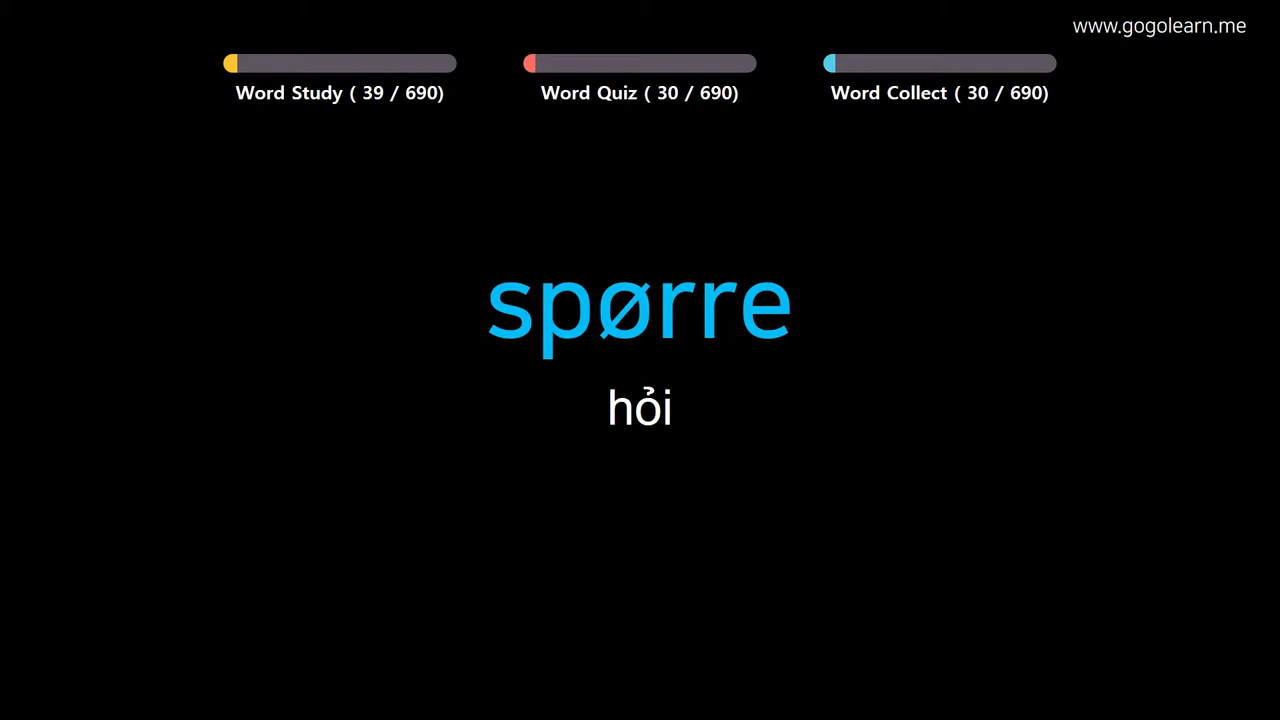 www.gogolearn.me
Word Study ( 39 / 690)
Word Quiz ( 30 / 690)
Word Collect ( 30 / 690)
spørre
hỏi